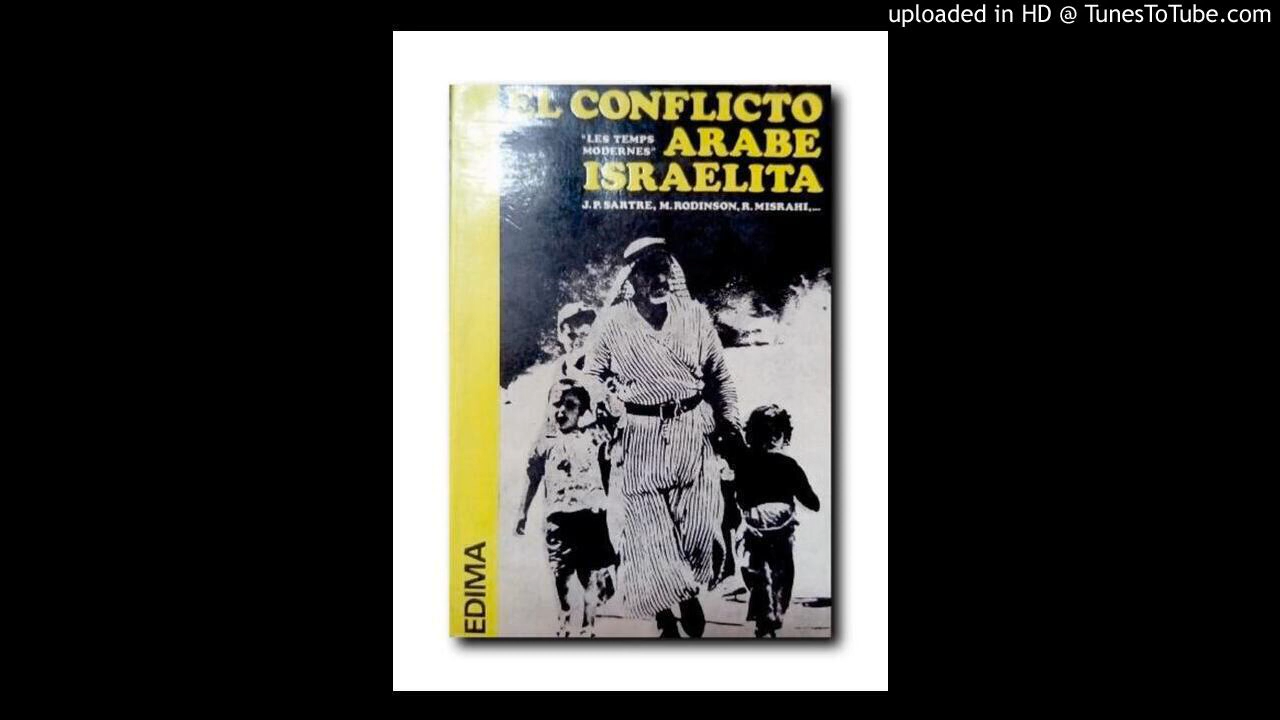 uploaded in HD @ TunesToTube.com
EL CONFLICTO
"LES TEMPS
MODERNES"
ARABE
ISRAELITA
J. P. SARTRE, M. RODINSON, R. MISRAHI,...
EDIMA